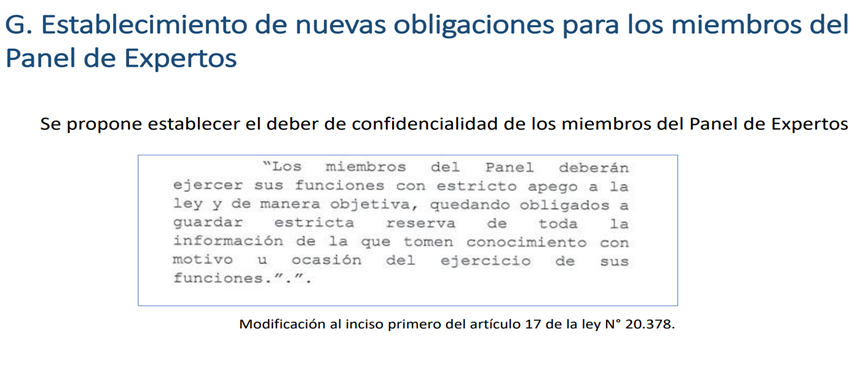 G. Establecimiento de nuevas obligaciones para los miembros del
Panel de Expertos
Se propone establecer el deber de confidencialidad de los miembros del Panel de Expertos
“Los miembros del Panel deberán
ejercer sus funciones con estricto apego a la
ley y de manera objetiva, quedando obligados a
guardar estricta reserva de toda la
información de la que tomen conocimiento con
motivo u ocasión del ejercicio de sus
funciones.”.”.
Modificación al inciso primero del artículo 17 de la ley N° 20.378.